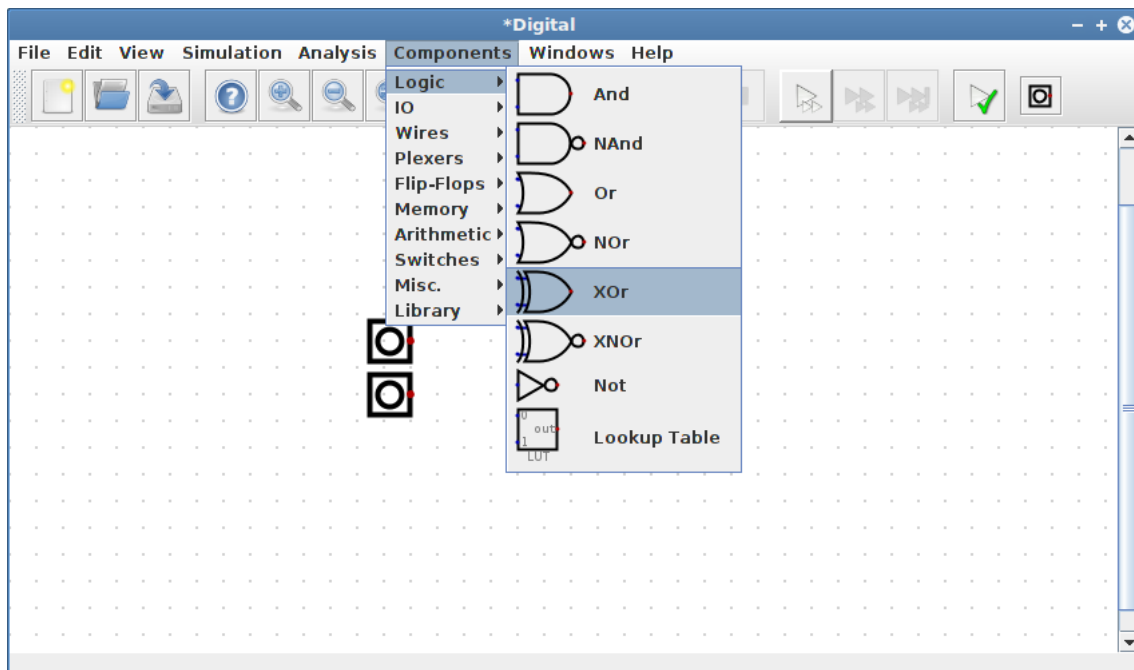 *Digital
File Edit View Simulation Analysis Components Windows Help
Logic
IO
Wires
Plexers
Flip-Flops
Memory
Arithmetic
Switches
Misc.
Library
And
NAnd
Or
NOr
XOr
XNOr
Not
0
out
1
LUT
Lookup Table